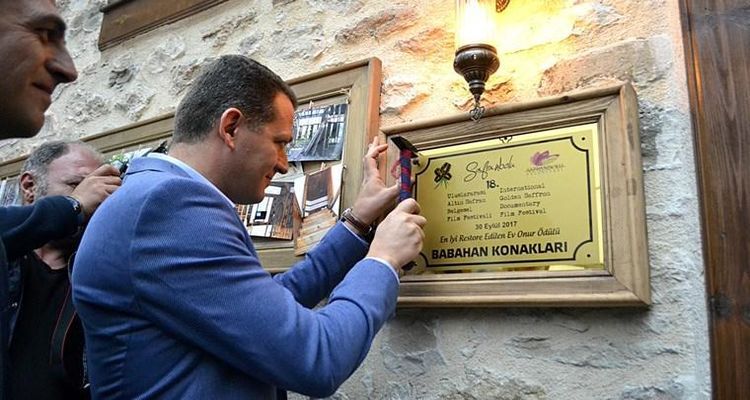 Safranbolu
18.
Uluslararası
Altın Safran
Belgesel
Film Festivali
International
Golden Saffron
Documentary
Film Festival
30 Eylül 2017
En İyi Restore Edilen Ev Onur Ödülü
BABAHAN KONAKLARI